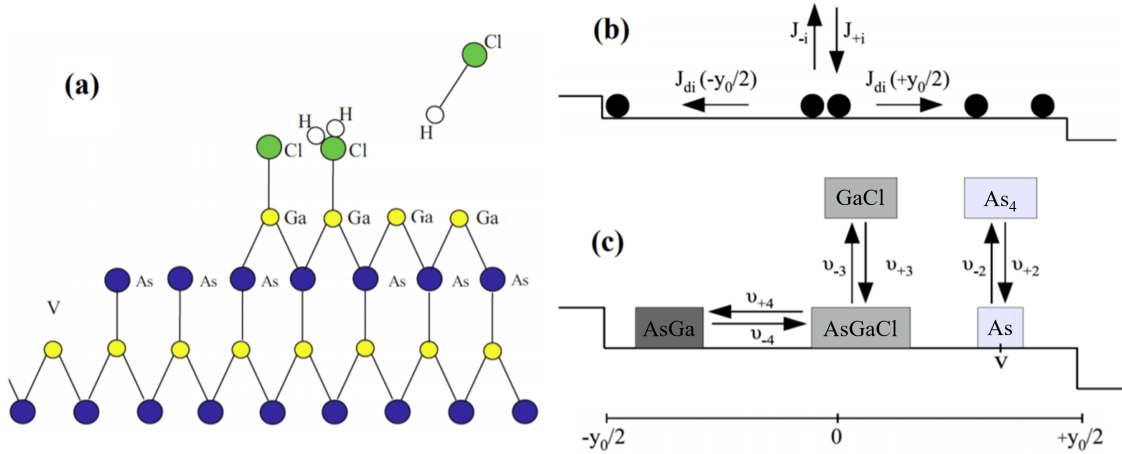 (a)
Cl
H
H
H
Cl
Cl
Ga
Ga
Ga
Ga
As
As
As
As
As
As
V
(b)
J-i
J+i
Jdi (-y0/2)
Jdi (+y0/2)
(c)
GaCl
As4
υ-3
υ+3
υ-2
υ+2
υ+4
AsGa
AsGaCl
As
υ-4
v
-y0/2
0
+y0/2